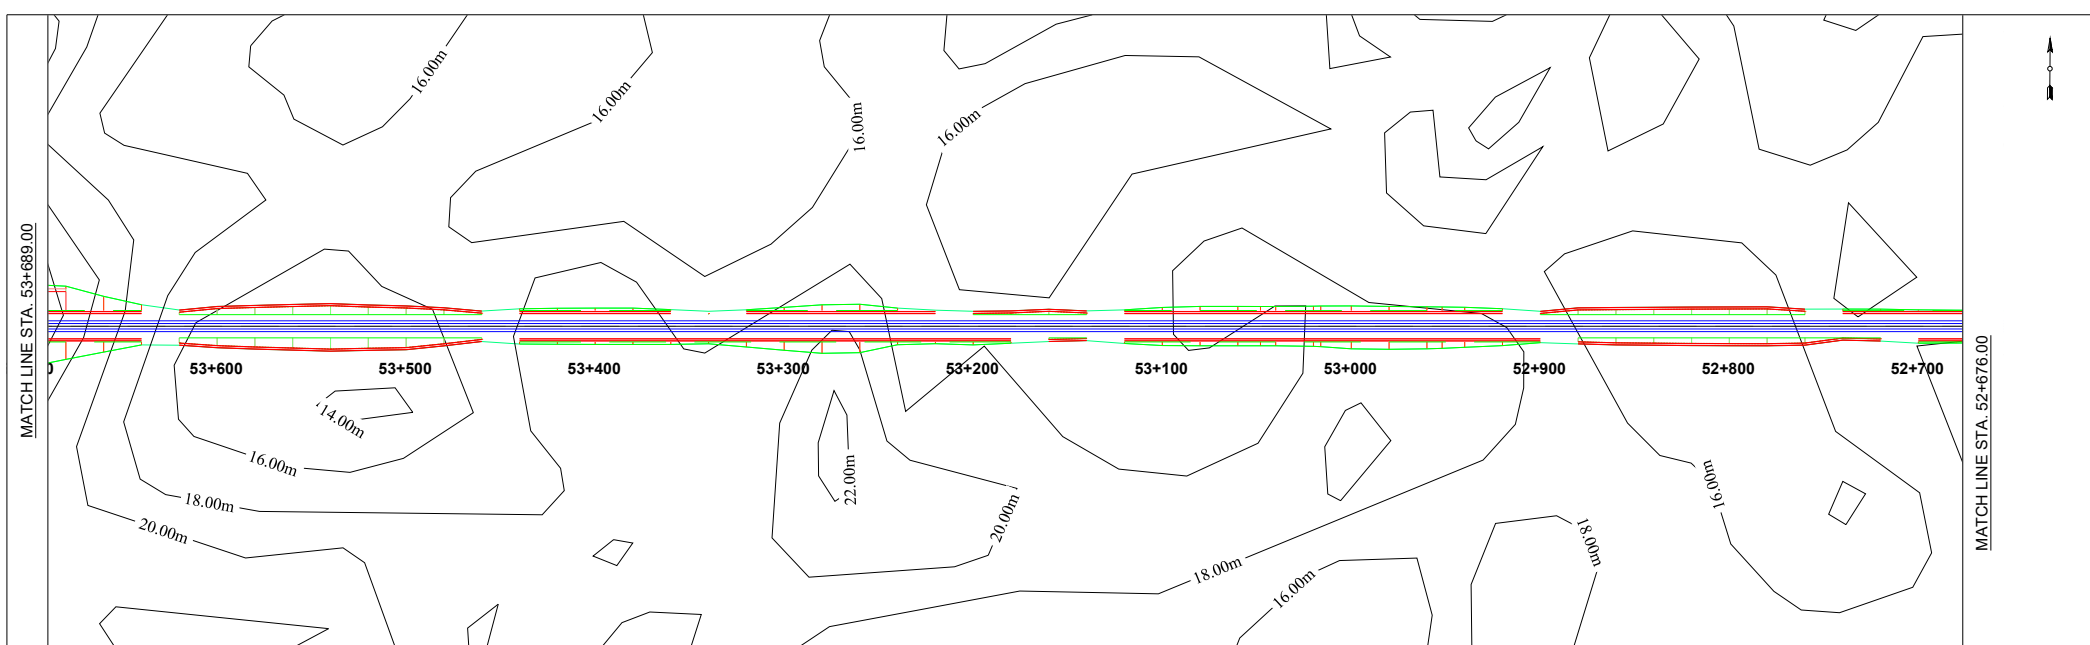 16.00m
16.00m
16.00m
16.00m
MATCH LINE STA. 53+689.00
0
53+600
53+500
53+400
53+300
53+200
53+100
53+000
52+900
52+800
52+700
MATCH LINE STA. 52+676.00
14.00m
16.00m
18.00m
20.00m
22.00m
20.00m
18.00m
16.00m
18.00m
16.00m